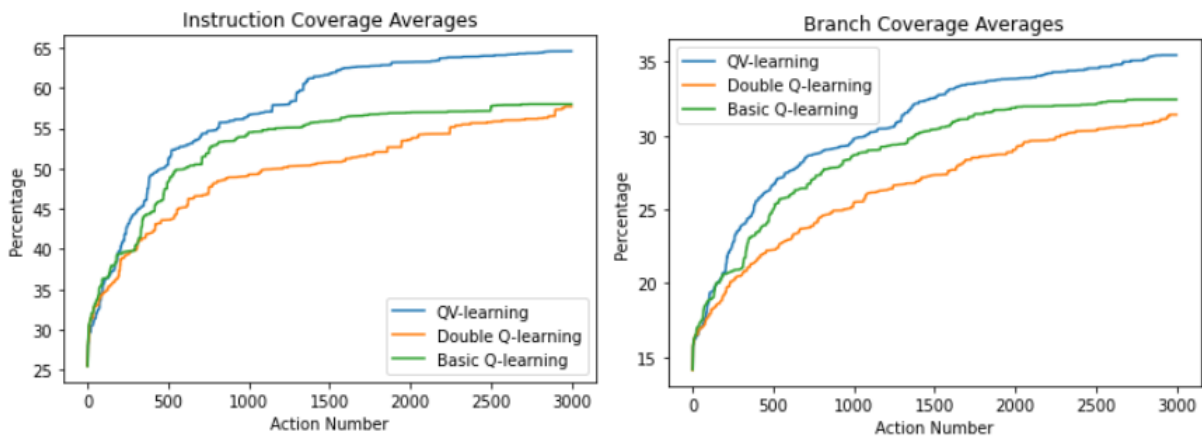 Instruction Coverage Averages
65
60
55
50
45
40
35
30
25
Percentage
QV-learning
Double Q-learning
Basic Q-learning
0 500 1000 1500 2000 2500 3000
Action Number
Branch Coverage Averages
35
30
25
20
15
Percentage
QV-learning
Double Q-learning
Basic Q-learning
0 500 1000 1500 2000 2500 3000
Action Number